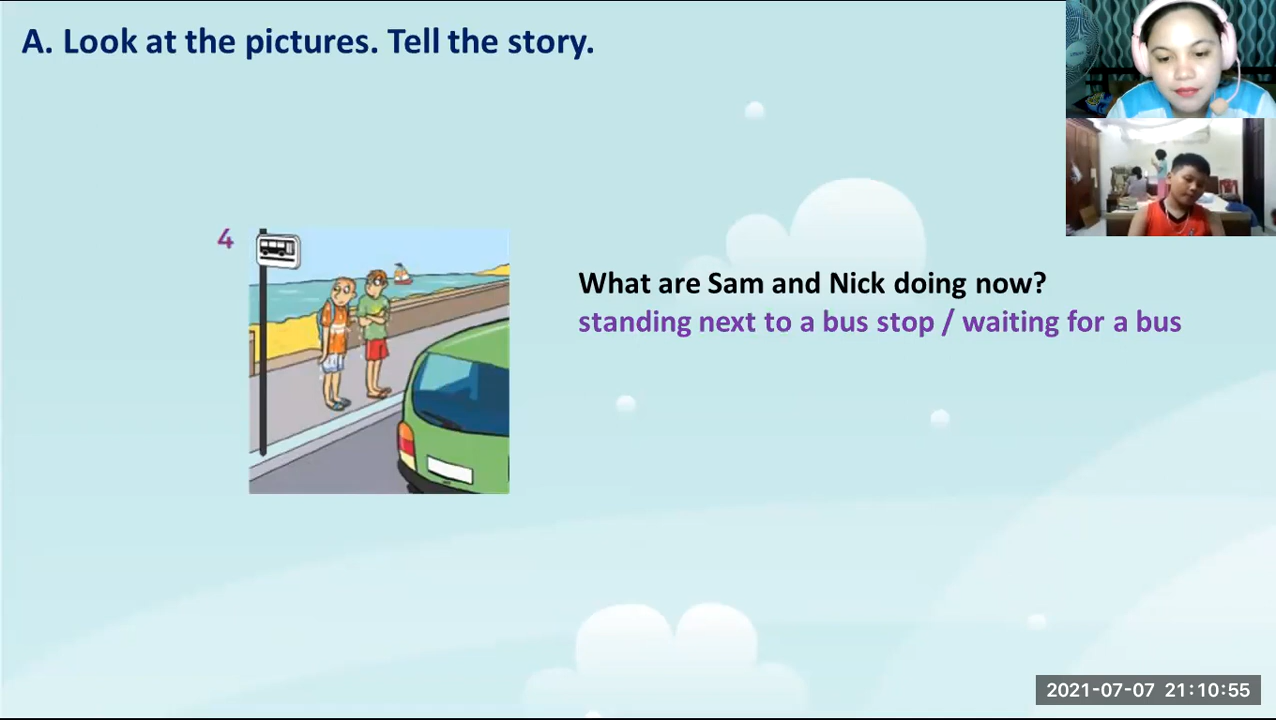 A. Look at the pictures. Tell the story.
4
What are Sam and Nick doing now?
standing next to a bus stop / waiting for a bus
2021-07-07 21:10:55